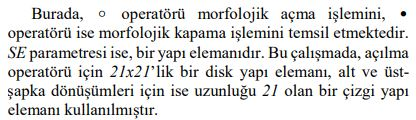 Burada, ○ operatörü morfolojik açma işlemini, •
operatörü ise morfolojik kapama işlemini temsil etmektedir.
SE parametresi ise, bir yapı elemanıdır. Bu çalışmada, açılma
operatörü için 21x21'lik bir disk yapı elemanı, alt ve üst-
şapka dönüşümleri için ise uzunluğu 21 olan bir çizgi yapı
elemanı kullanılmıştır.